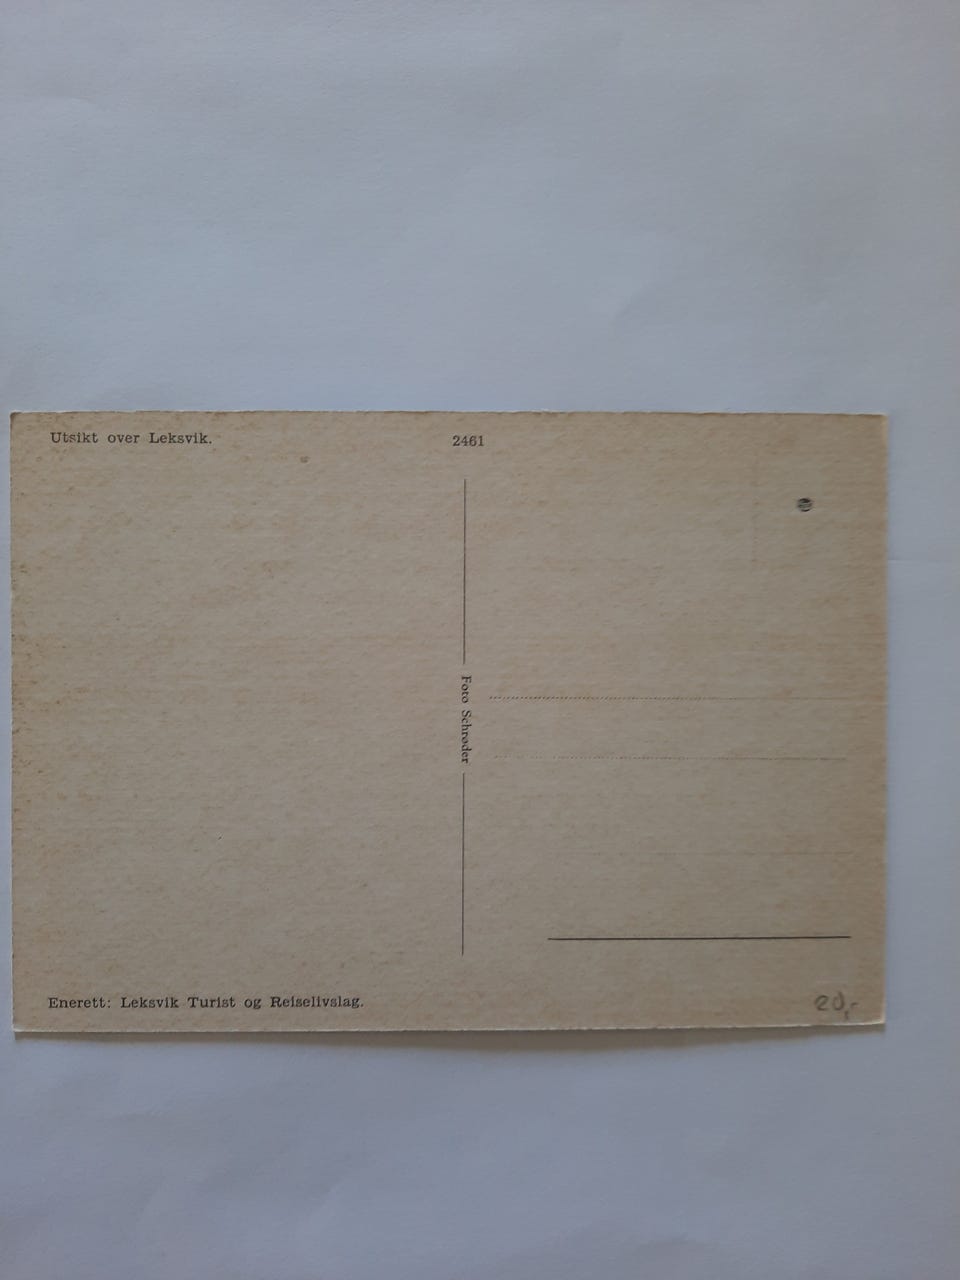 Utsikt over Leksvik.
2461
Foto Schrøder
Enerett: Leksvik Turist og Reiselivslag.
20,-